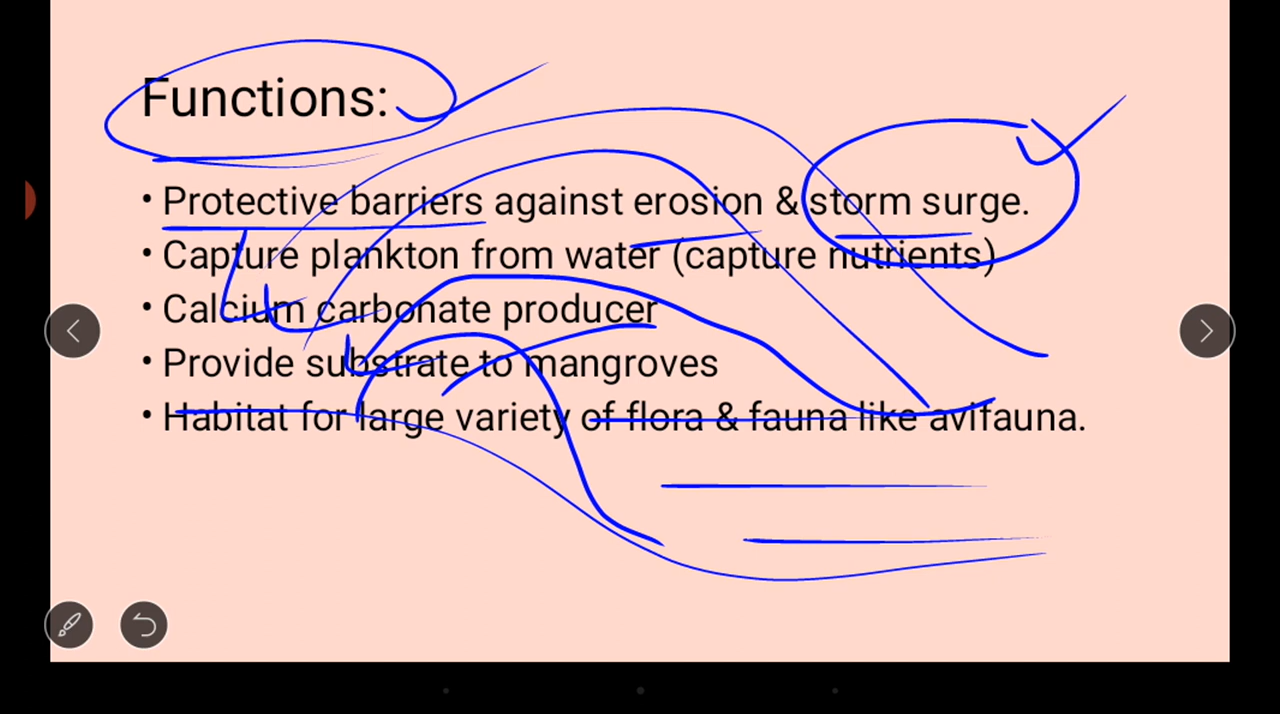 Functions:
• Protective barriers against erosion & storm surge.
• Capture plankton from water (capture nutrients)
• Calcium carbonate producer
• Provide substrate to mangroves
• Habitat for large variety of flora & fauna like avifauna.